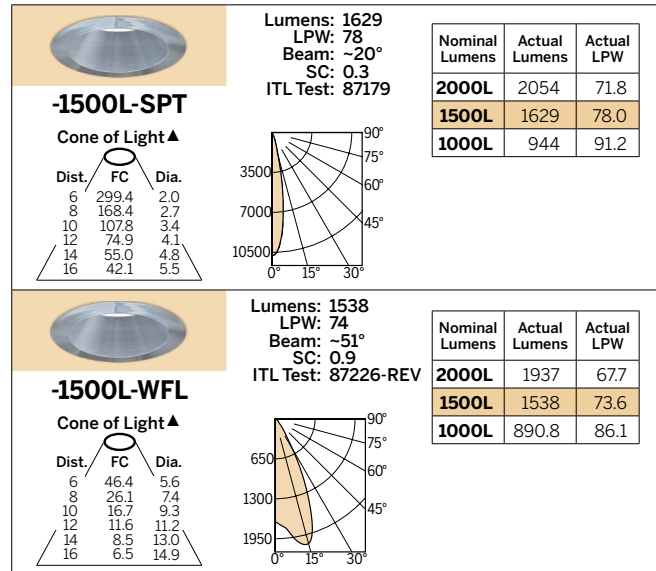 -1500L-SPT
Cone of Light▲
Dist. FC Dia.
6 299.4 2.0
8 168.4 2.7
10 107.8 3.4
12 74.9 4.1
14 55.0 4.8
16 42.1 5.5
Lumens: 1629
LPW: 78
Beam: ~20°
SC: 0.3
ITL Test: 87179
90°
75°
60°
45°
3500
7000
10500
0° 15° 30°
Nominal Lumens Actual Lumens Actual LPW
2000L 2054 71.8
1500L 1629 78.0
1000L 944 91.2
-1500L-WFL
Cone of Light▲
Dist. FC Dia.
6 46.4 5.6
8 26.1 7.4
10 16.7 9.3
12 11.6 11.2
14 8.5 13.0
16 6.5 14.9
Lumens: 1538
LPW: 74
Beam: ~51°
SC: 0.9
ITL Test: 87226-REV
90°
75°
60°
45°
650
1300
1950
0° 15° 30°
Nominal Lumens Actual Lumens Actual LPW
2000L 1937 67.7
1500L 1538 73.6
1000L 890.8 86.1